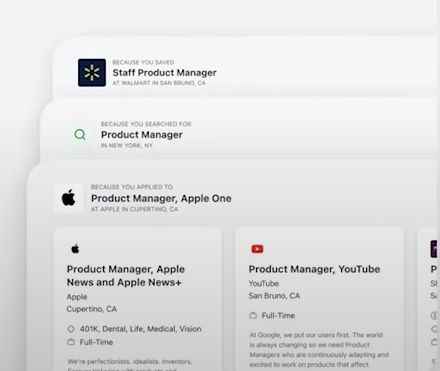 BECAUSE YOU SAVED
Staff Product Manager
AT WALMART IN SAN BRUNO, CA
BECAUSE YOU SEARCHED FOR
Product Manager
IN NEW YORK, NY
BECAUSE YOU APPLIED TO
Product Manager, Apple One
AT APPLE IN CUPERTINO, CA
Product Manager, Apple
News and Apple News+
Apple
Cupertino, CA
401K, Dental, Life, Medical, Vision
Full-Time
We're perfectionists. Idealists. Inventors.
Product Manager, YouTube
YouTube
San Bruno, CA
Full-Time
At Google, we put our users first. The world
is always changing so we need Product
Managers who are continuously adapting and
excited to work on products that affect
P